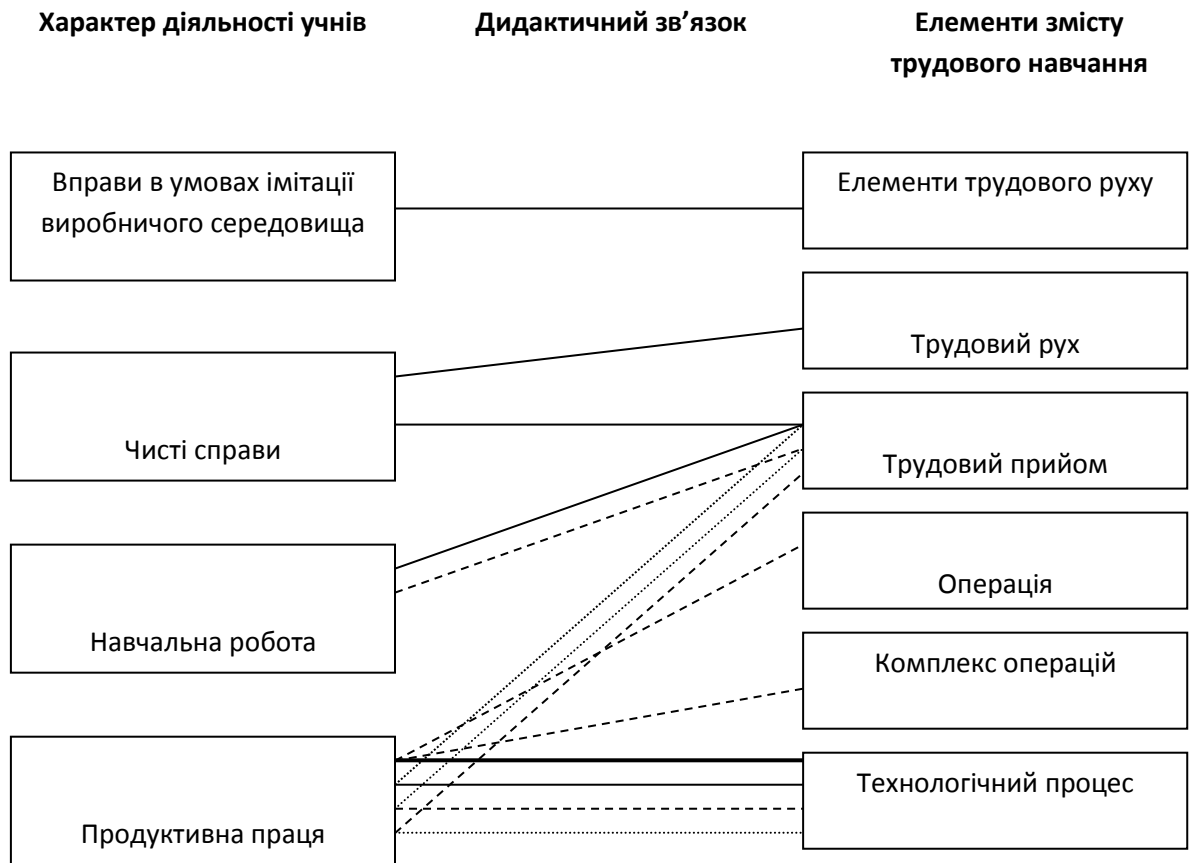 Характер діяльності учнів
Дидактичний зв’язок
Елементи змісту
трудового навчання
Вправи в умовах імітації
виробничого середовища
Елементи трудового руху
Трудовий рух
Чисті справи
Трудовий прийом
Операція
Навчальна робота
Комплекс операцій
Технологічний процес
Продуктивна праця